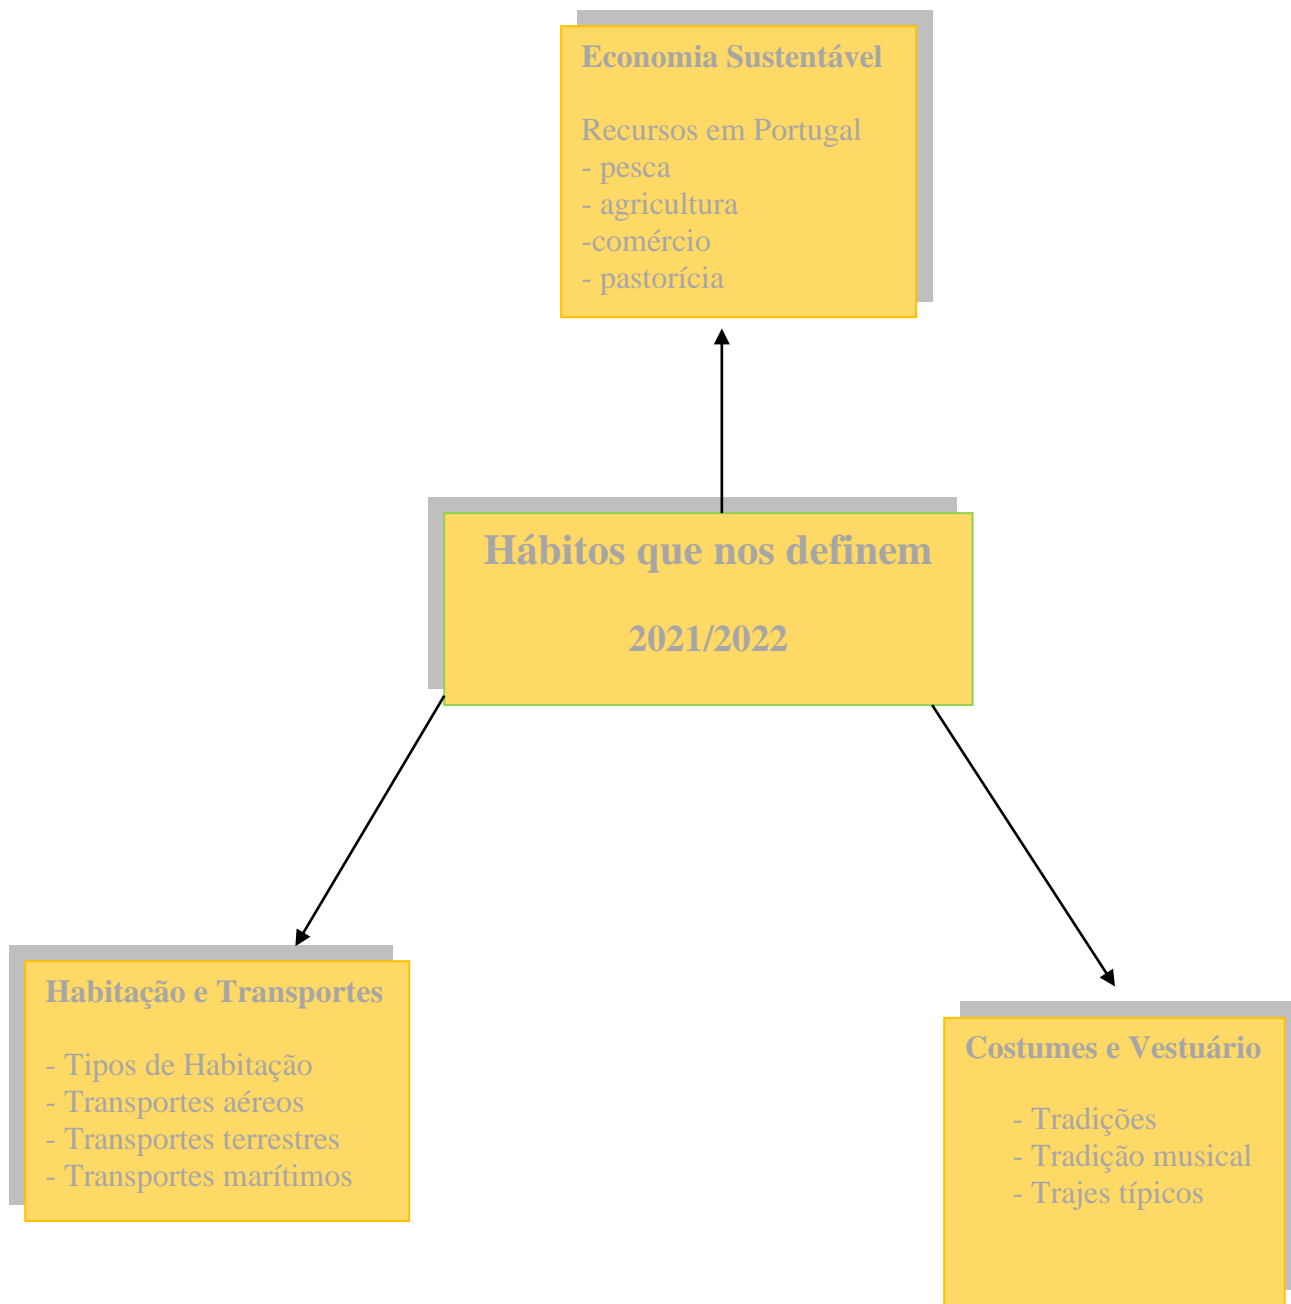 Economia Sustentável
Recursos em Portugal
- pesca
- agricultura
-comércio
- pastorícia
Hábitos que nos definem
2021/2022
Habitação e Transportes
- Tipos de Habitação
- Transportes aéreos
- Transportes terrestres
- Transportes marítimos
Costumes e Vestuário
- Tradições
- Tradição musical
- Trajes típicos